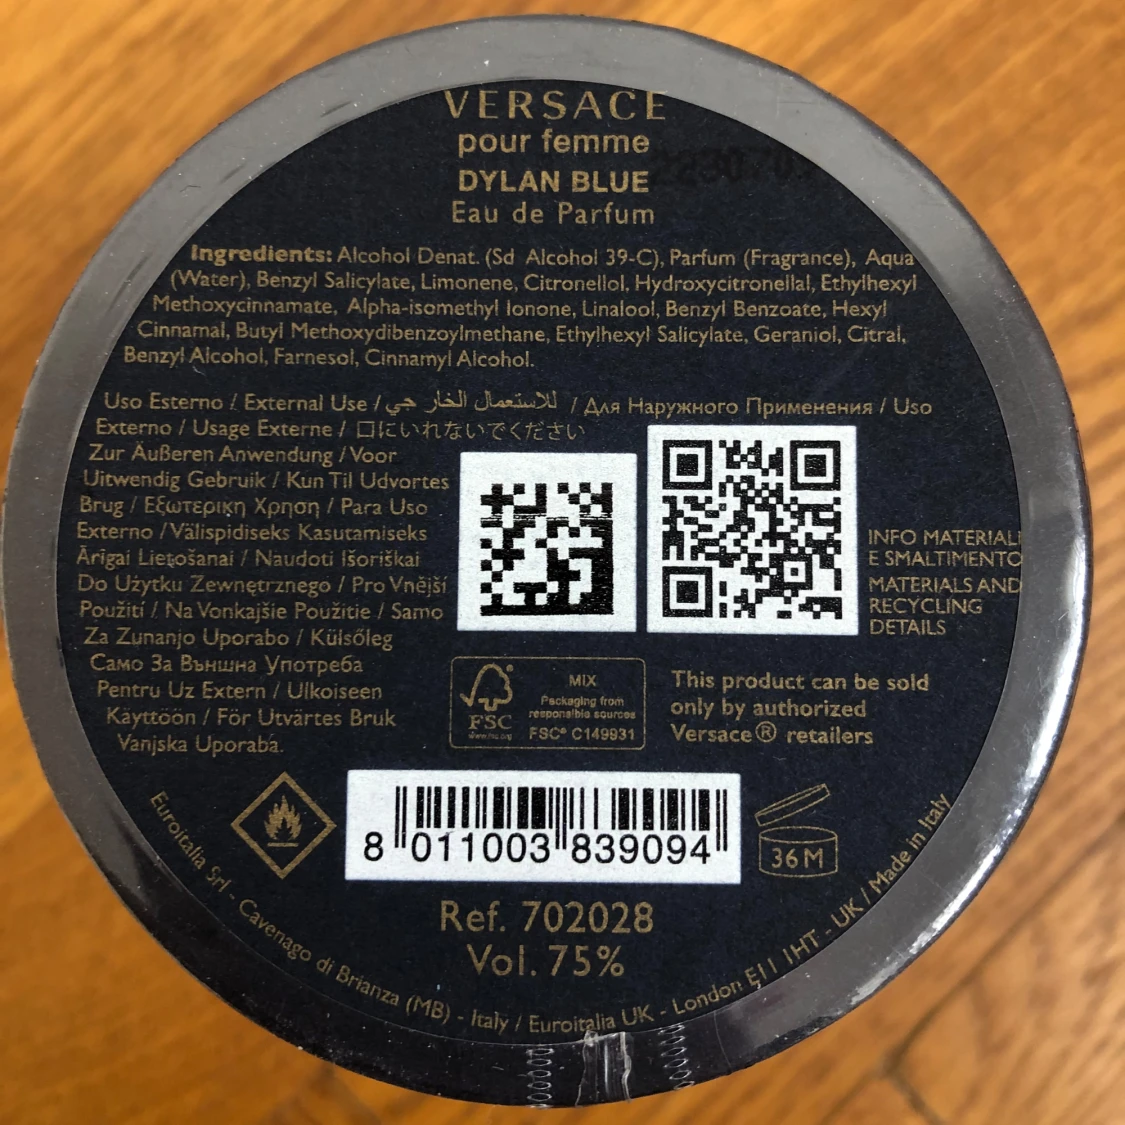 VERSACE
pour femme
DYLAN BLUE
Eau de Parfum
Ingredients: Alcohol Denat. (Sd Alcohol 39-C), Parfum (Fragrance), Aqua
(Water), Benzyl Salicylate, Limonene, Citronellol, Hydroxycitronellal, Ethylhexyl
Methoxycinnamate, Alpha-isomethyl Ionone, Linalool, Benzyl Benzoate, Hexyl
Cinnamal, Butyl Methoxydibenzoylmethane, Ethylhexyl Salicylate, Geraniol, Citral,
Benzyl Alcohol, Farnesol, Cinnamyl Alcohol.
Uso Esterno / External Use / للاستعمال الخار جي / Для Наружного Применения / Uso
Externo / Usage Externe / 口にいれないでください
Zur Äußeren Anwendung / Voor
Uitwendig Gebruik / Kun Til Udvortes
Brug / Εξωτερικη Χρηση / Para Uso
Externo / Välispidiseks Kasutamiseks
Ārīgai Lietošanai / Naudoti Išoriškai
Do Użytku Zewnętrznego / Pro Vnější
Použití / Na Vonkajšie Použitie / Samo
Za Zunanjo Uporabo / Külsőleg
Само За Външна Употреба
Pentru Uz Extern / Ulkoiseen
Käyttöön / För Utvärtes Bruk
Vanjska Uporaba.
INFO MATERIALI
E SMALTIMENTO
MATERIALS AND
RECYCLING
DETAILS
FSC
www.fsc.org
MIX
Packaging from
responsible sources
FSC® C149931
This product can be sold
only by authorized
Versace® retailers
8 011003 839094
36 M
Ref. 702028
Vol. 75%
Euroitalia Srl - Cavenago di Brianza (MB) - Italy / Euroitalia UK - London E11 1HT - UK / Made in Italy